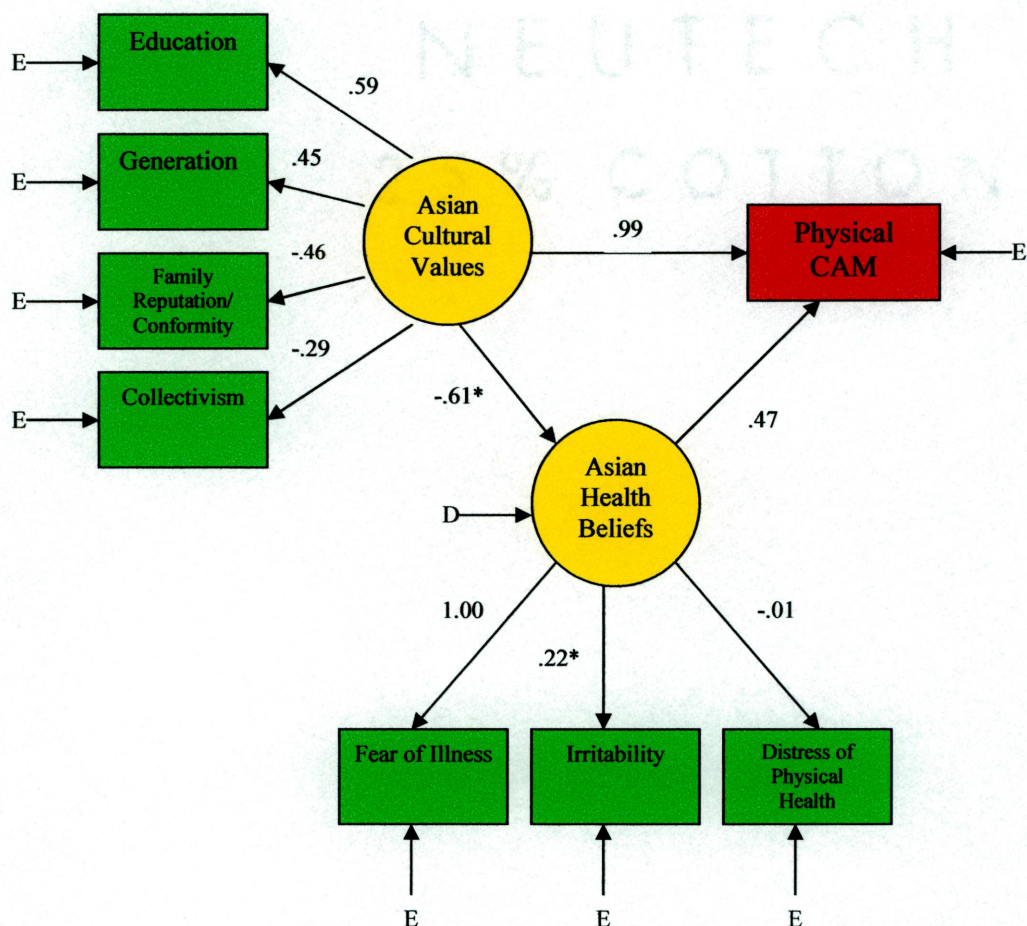 Education
E
.59
Generation
.45
E
Asian
Cultural
Values
.99
Physical
CAM
E
-.46
Family
Reputation/
Conformity
E
-.29
Collectivism
E
-.61*
.47
Asian
Health
Beliefs
D
1.00
.22*
-.01
Fear of Illness
Irritability
Distress of
Physical
Health
E
E
E
% COTTON